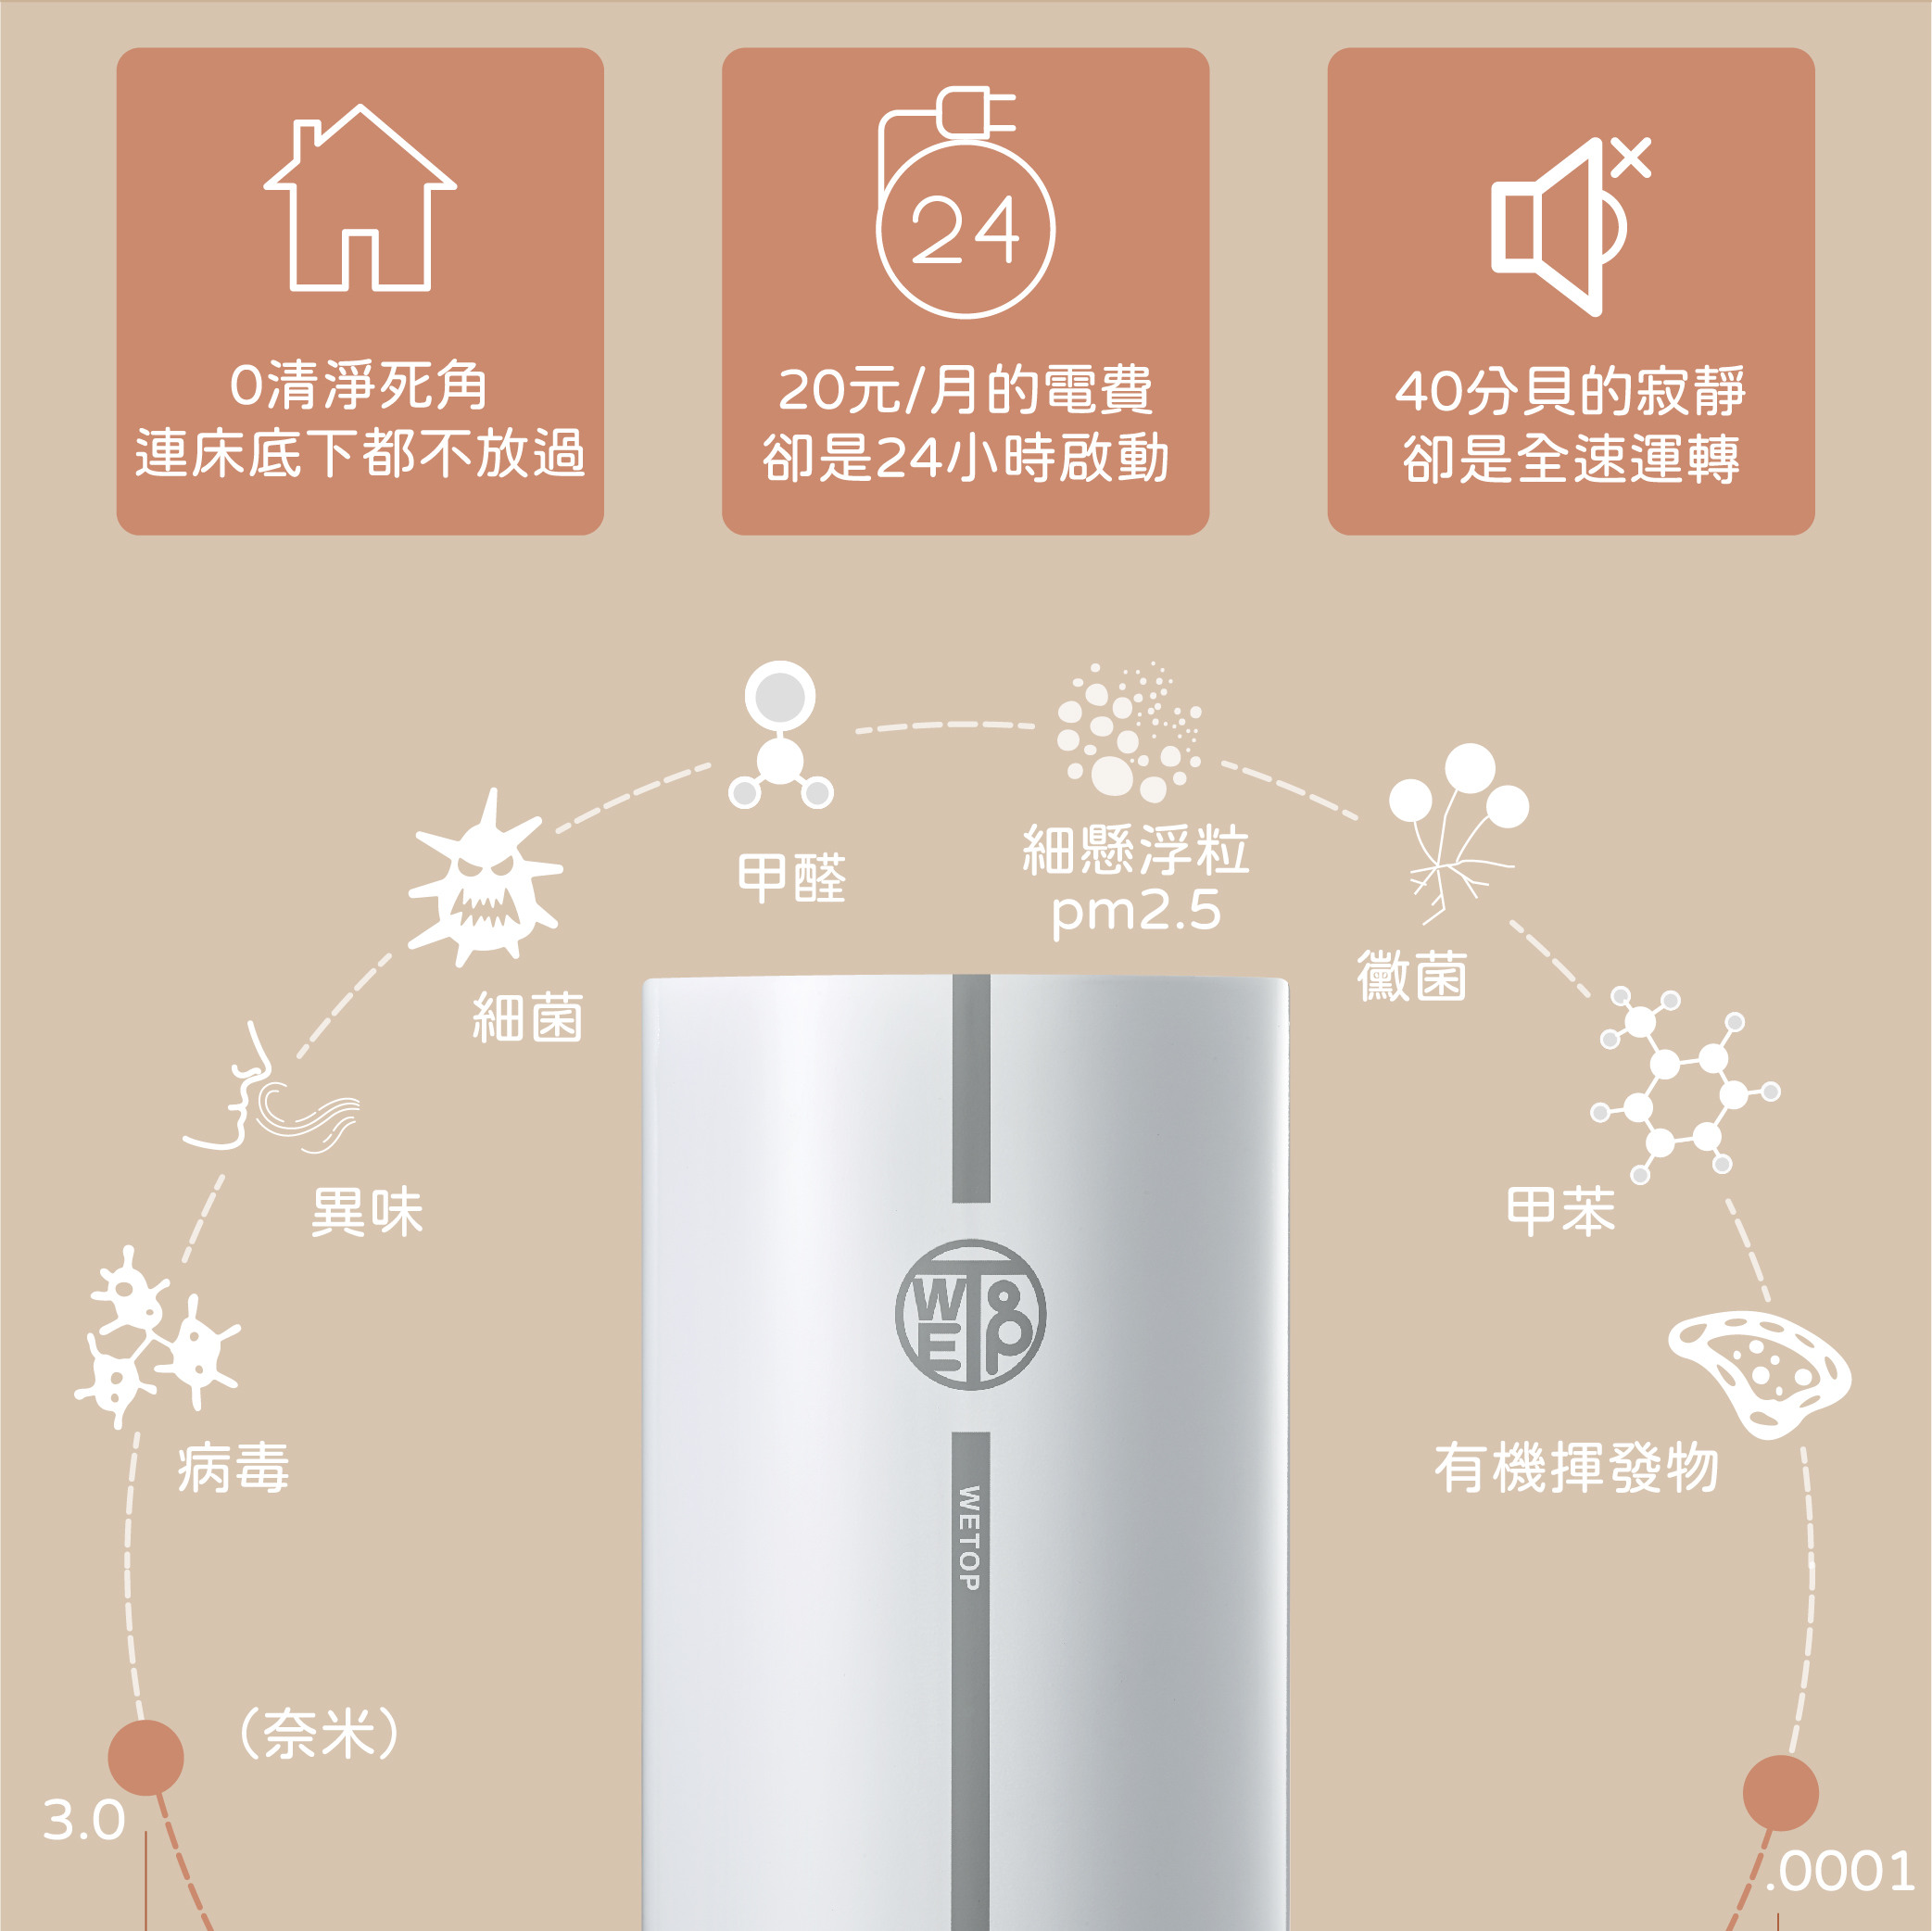 24
0清淨死角
連床底下都不放過
20元/月的電費
卻是24小時啟動
40分貝的寂靜
卻是全速運轉
甲醛
細懸浮粒
pm2.5
黴菌
細菌
甲苯
異味
病毒
有機揮發物
WETOP
WETOP
(奈米)
3.0
.0001